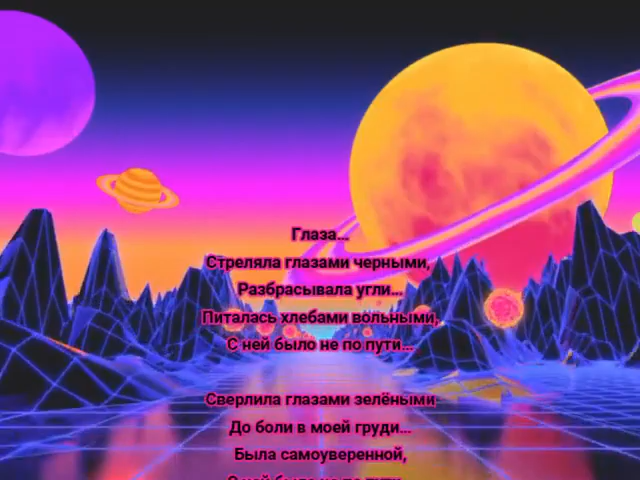 Глаза...
Стреляла глазами черными,
Разбрасывала угли...
Питалась хлебами вольными,
С ней было не по пути...
Сверлила глазами зелёными
До боли в моей груди...
Была самоуверенной,